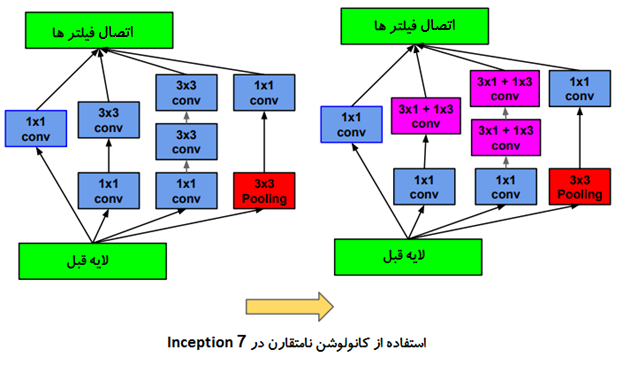 اتصال فیلتر ها
3x3
conv
1x1
conv
3x3
conv
1x1
conv
3x3
conv
1x1
conv
1x1
conv
3x3
Pooling
لایه قبل
اتصال فیلتر ها
3x1 + 1x3
conv
1x1
conv
3x1 + 1x3
conv
1x1
conv
3x1 + 1x3
conv
1x1
conv
1x1
conv
3x3
Pooling
لایه قبل
استفاده از کانولوشن نامتقارن در Inception 7